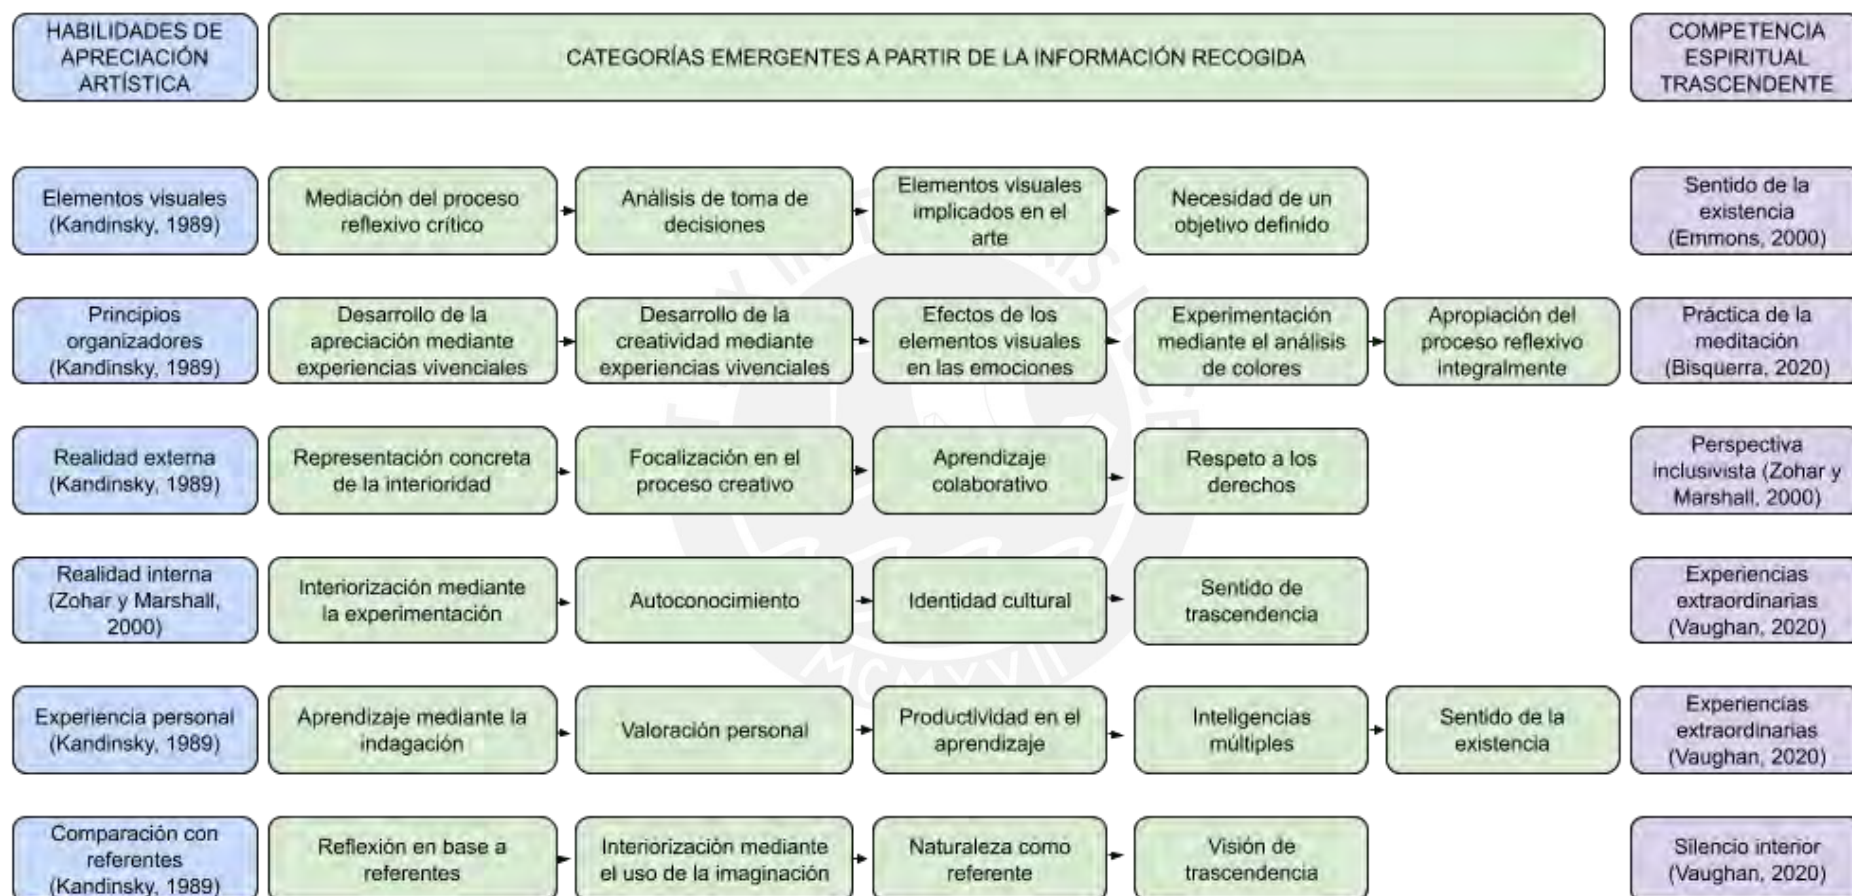 HABILIDADES DE
APRECIACIÓN
ARTÍSTICA
CATEGORÍAS EMERGENTES A PARTIR DE LA INFORMACIÓN RECOGIDA
COMPETENCIA
ESPIRITUAL
TRASCENDENTE
Elementos visuales
(Kandinsky, 1989)
Mediación del proceso
reflexivo crítico
Análisis de toma de
decisiones
Elementos visuales
implicados en el
arte
Necesidad de un
objetivo definido
Sentido de la
existencia
(Emmons, 2000)
Principios
organizadores
(Kandinsky, 1989)
Desarrollo de la
apreciación mediante
experiencias vivenciales
Desarrollo de la
creatividad mediante
experiencias vivenciales
Efectos de los
elementos visuales
en las emociones
Experimentación
mediante el análisis
de colores
Apropiación del
proceso reflexivo
integralmente
Práctica de la
meditación
(Bisquerra, 2020)
Realidad externa
(Kandinsky, 1989)
Representación concreta
de la interioridad
Focalización en el
proceso creativo
Aprendizaje
colaborativo
Respeto a los
derechos
Perspectiva
inclusivista (Zohar y
Marshall, 2000)
Realidad interna
(Zohar y Marshall,
2000)
Interiorización mediante
la experimentación
Autoconocimiento
Identidad cultural
Sentido de
trascendencia
Experiencias
extraordinarias
(Vaughan, 2020)
Experiencia personal
(Kandinsky, 1989)
Aprendizaje mediante la
indagación
Valoración personal
Productividad en el
aprendizaje
Inteligencias
múltiples
Sentido de la
existencia
Experiencias
extraordinarias
(Vaughan, 2020)
Comparación con
referentes
(Kandinsky, 1989)
Reflexión en base a
referentes
Interiorización mediante
el uso de la imaginación
Naturaleza como
referente
Visión de
trascendencia
Silencio interior
(Vaughan, 2020)
MCMXVII